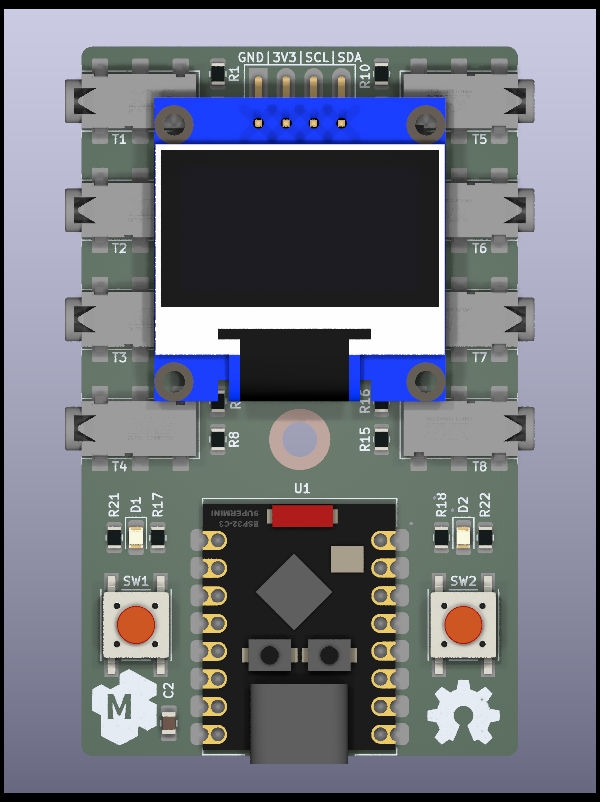 GND|3V3|SCL|SDA
R1
R10
T1
T5
T2
T6
T3
T7
R16
R8
R15
T4
T8
U1
R21
D1
R17
ESP32-C3
SUPERMINI
R18
D2
R22
SW1
SW2
C2
M